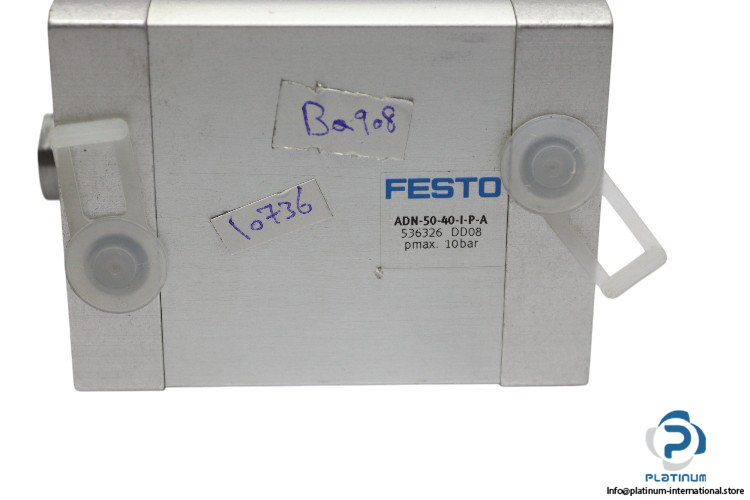 Ba908
10736
FESTO
ADN-50-40-I-P-A
536326 DD08
pmax. 10bar
PLATINUM
Info@platinum-international.store